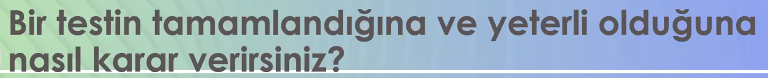 Bir testin tamamlandığına ve yeterli olduğuna
nasıl karar verirsiniz?